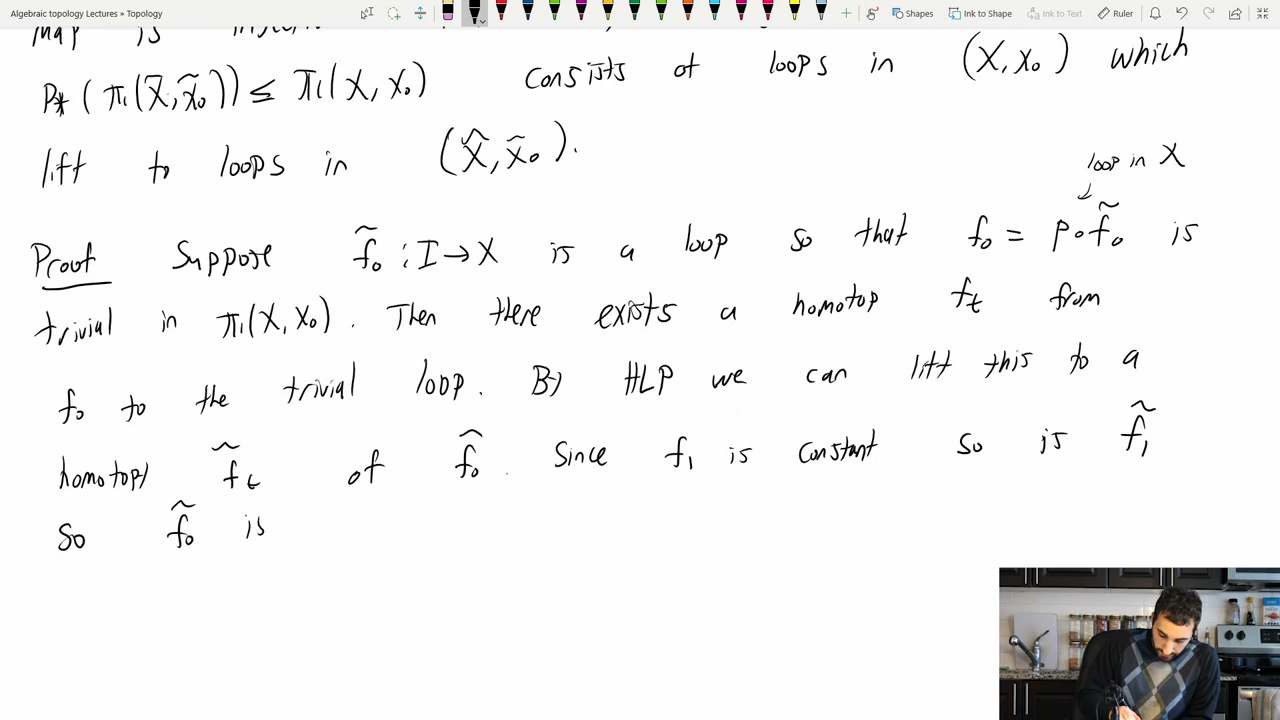 Algebraic topology Lectures » Topology
Shapes Ink to Shape Ink to Text Ruler
map is
P* ( π1(X̃, x̃0)) ≤ π1(X, x0) consists of loops in (X, x0) which
lift to loops in (X̂, x̃0).
loop in X
Proof Suppose f̃0 : I → X is a loop so that f0 = p∘f̃0 is
trivial in π1(X, x0). Then there exists a homotop ft from
f0 to the trivial loop. By HLP we can lift this to a
homotopy f̃t of f̂0. Since f1 is constant so is f̃1
so f̃0 is